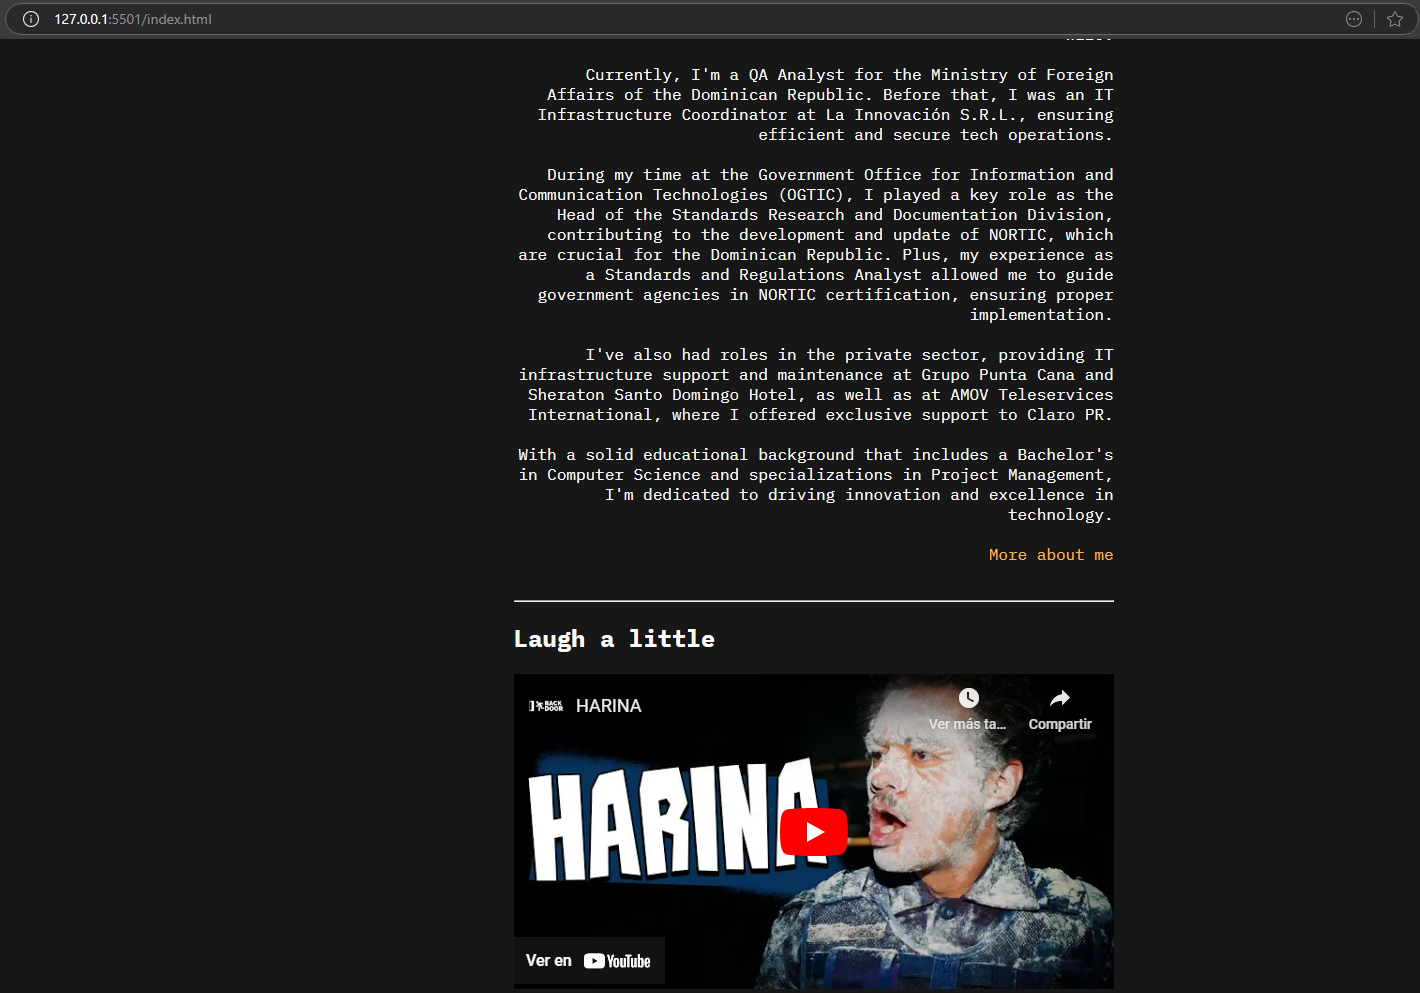 127.0.0.1:5501/index.html
Currently, I'm a QA Analyst for the Ministry of Foreign
Affairs of the Dominican Republic. Before that, I was an IT
Infrastructure Coordinator at La Innovación S.R.L., ensuring
efficient and secure tech operations.
During my time at the Government Office for Information and
Communication Technologies (OGTIC), I played a key role as the
Head of the Standards Research and Documentation Division,
contributing to the development and update of NORTIC, which
are crucial for the Dominican Republic. Plus, my experience as
a Standards and Regulations Analyst allowed me to guide
government agencies in NORTIC certification, ensuring proper
implementation.
I've also had roles in the private sector, providing IT
infrastructure support and maintenance at Grupo Punta Cana and
Sheraton Santo Domingo Hotel, as well as at AMOV Teleservices
International, where I offered exclusive support to Claro PR.
With a solid educational background that includes a Bachelor's
in Computer Science and specializations in Project Management,
I'm dedicated to driving innovation and excellence in
technology.
More about me
Laugh a little
BACK DOOR
HARINA
Ver más ta...
Compartir
HARINA
Ver en YouTube